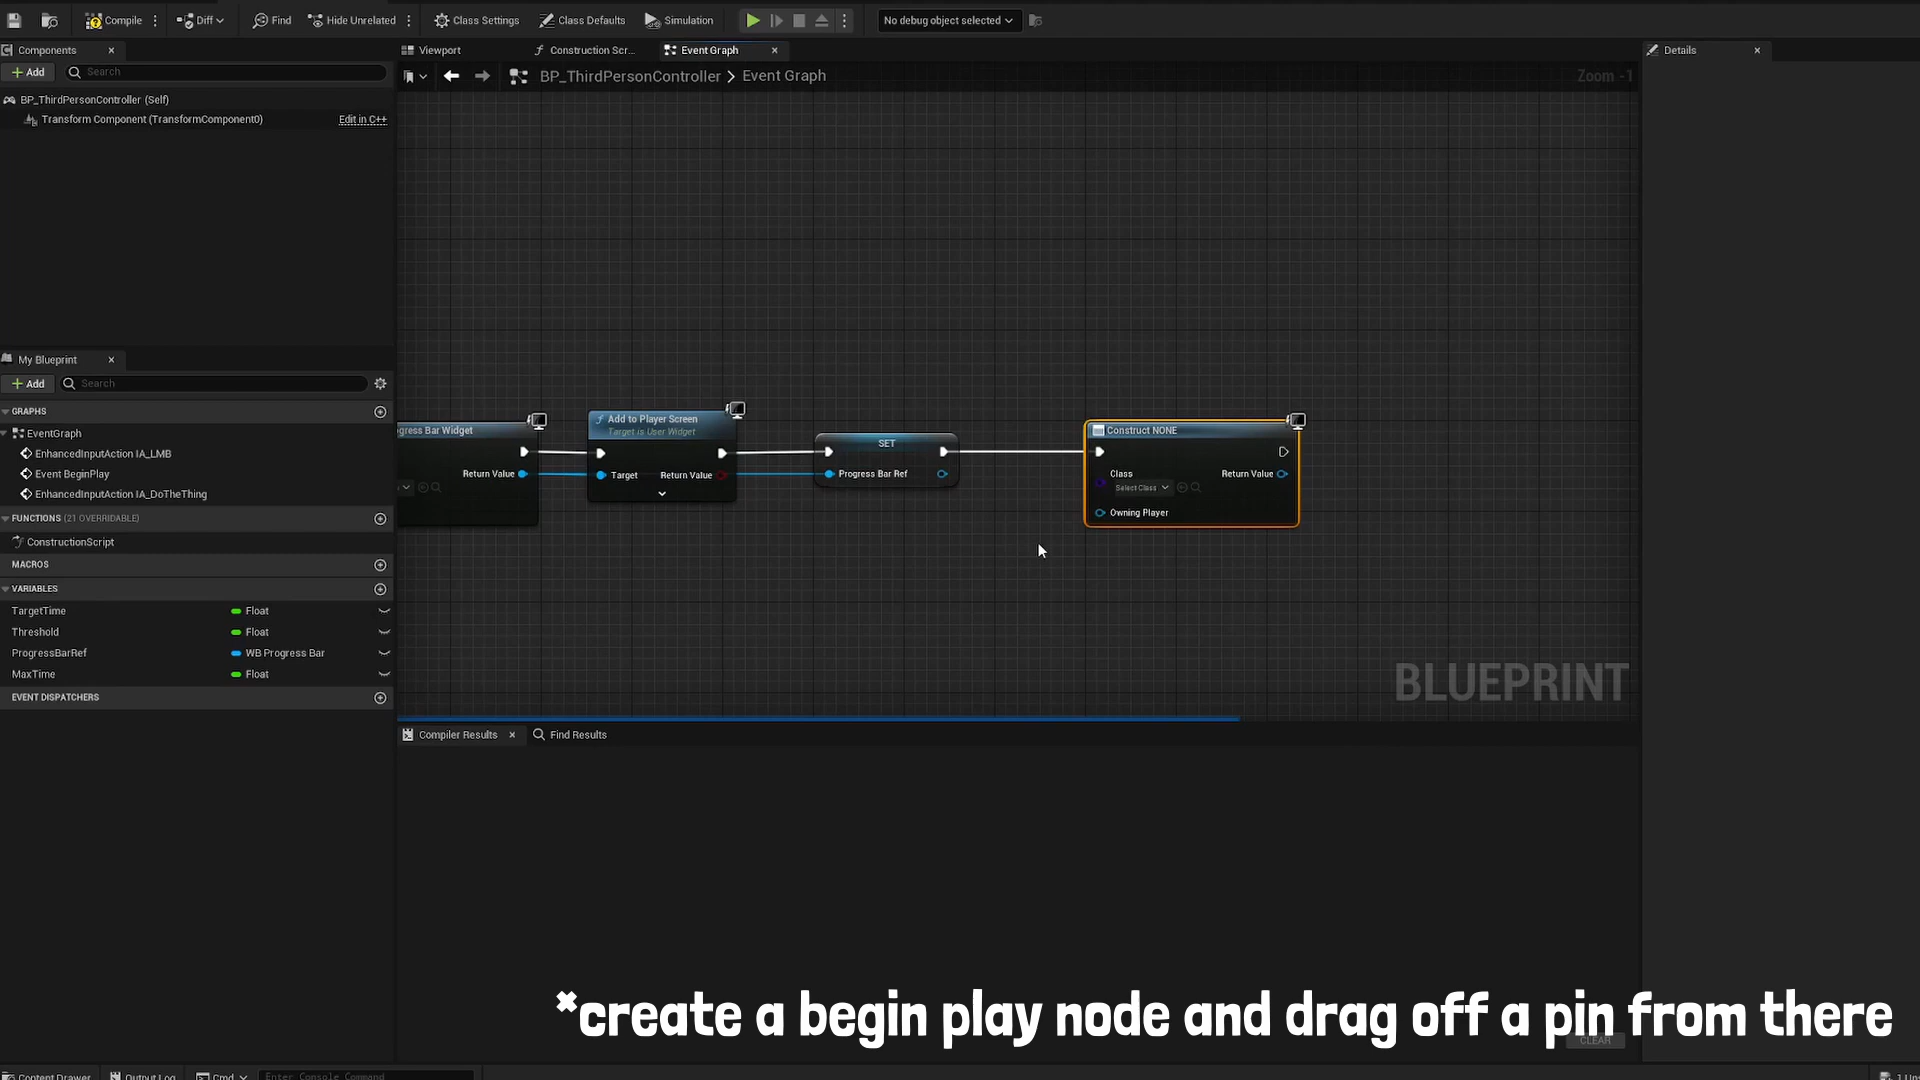 Compile
Diff
Find
Hide Unrelated
Class Settings
Class Defaults
Simulation
No debug object selected
Components
Viewport
Construction Scr...
Event Graph
Details
Add
Search
BP_ThirdPersonController > Event Graph
Zoom -1
BP_ThirdPersonController (Self)
Transform Component (TransformComponent0)
Edit in C++
My Blueprint
Add
Search
GRAPHS
EventGraph
EnhancedInputAction IA_LMB
Event BeginPlay
EnhancedInputAction IA_DoTheThing
FUNCTIONS (21 OVERRIDABLE)
ConstructionScript
MACROS
VARIABLES
TargetTime Float
Threshold Float
ProgressBarRef WB Progress Bar
MaxTime Float
EVENT DISPATCHERS
gress Bar Widget
Return Value
Add to Player Screen
Target is User Widget
Target Return Value
SET
Progress Bar Ref
Construct NONE
Class Return Value
Select Class
Owning Player
BLUEPRINT
Compiler Results
Find Results
*create a begin play node and drag off a pin from there
CLEAR
Content Drawer
Output Log
Cmd
Enter Console Command